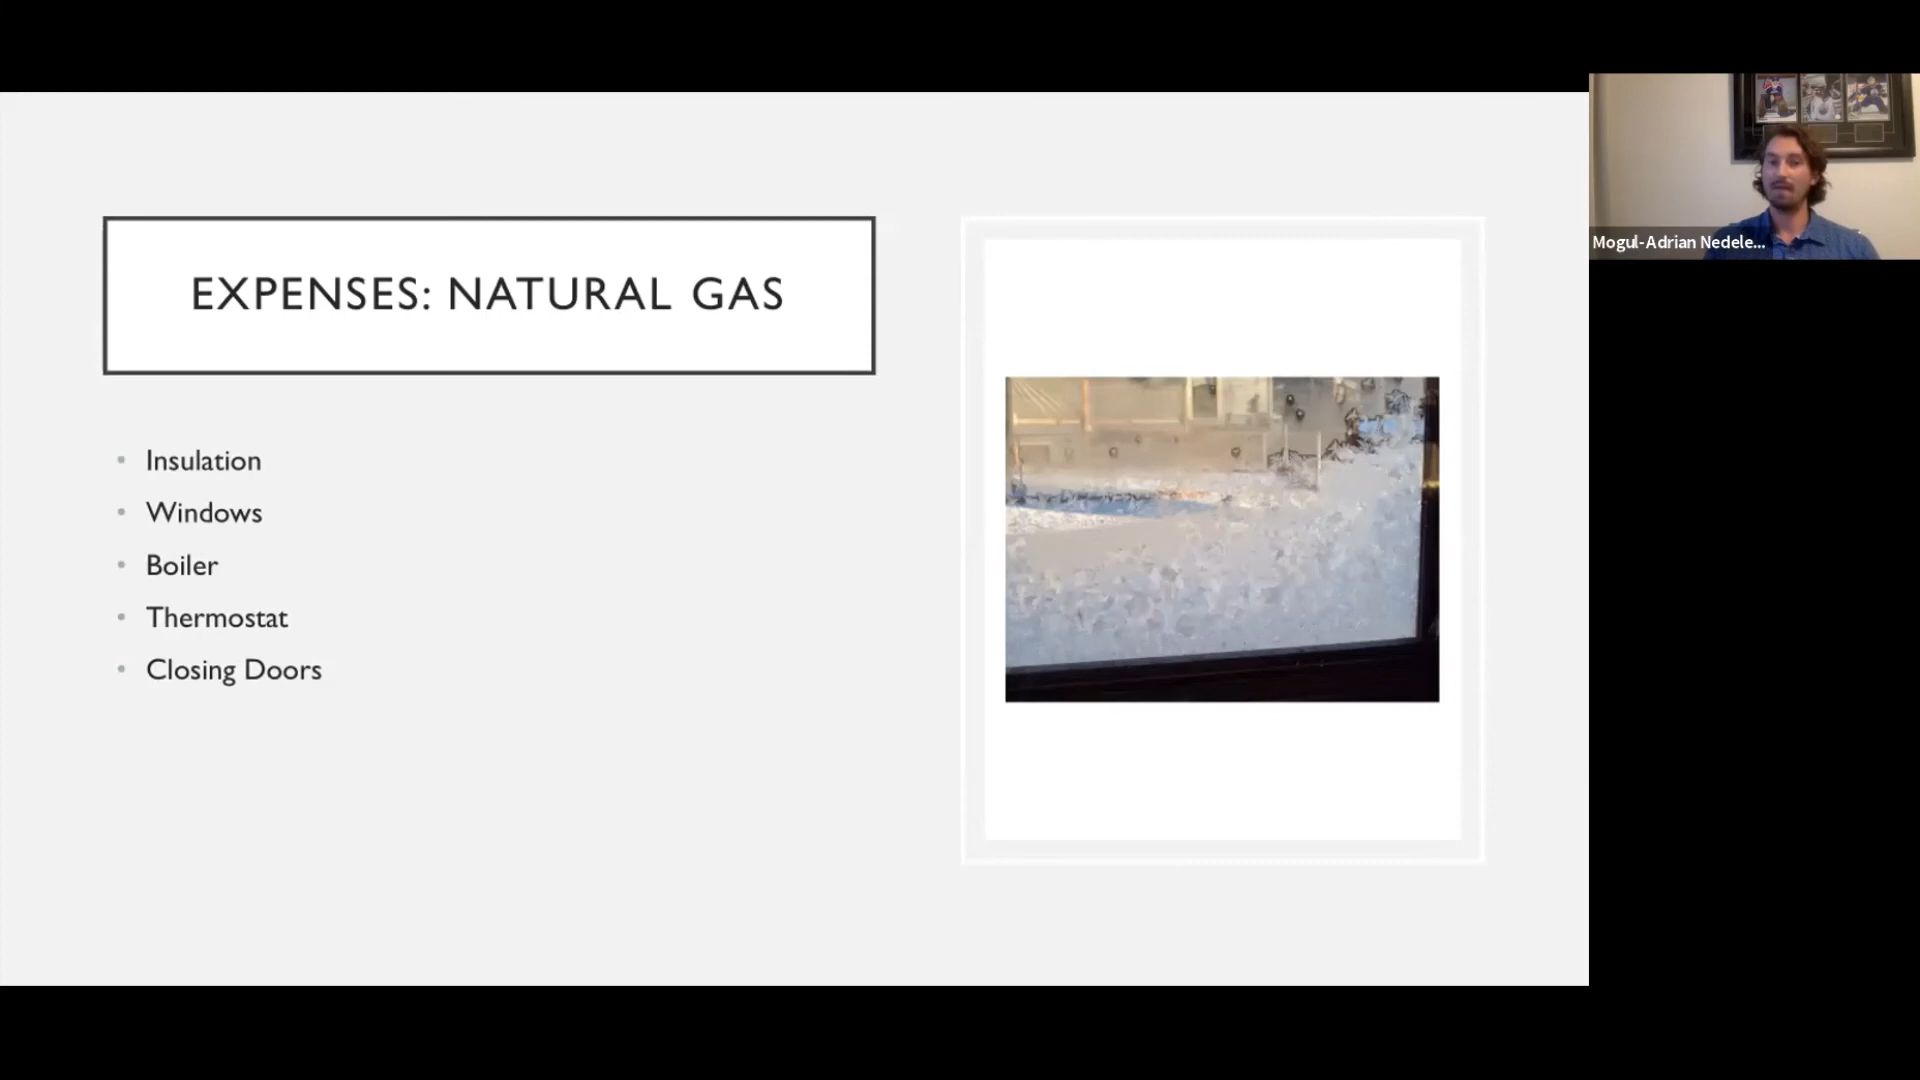 EXPENSES: NATURAL GAS
Insulation
Windows
Boiler
Thermostat
Closing Doors
Mogul-Adrian Nedele...